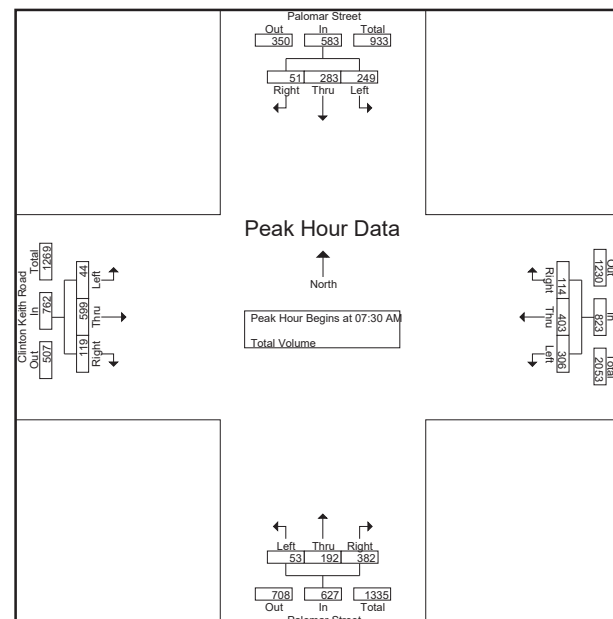 Palomar Street
Out In Total
350 583 933
51 283 249
Right Thru Left
Peak Hour Data
North
Peak Hour Begins at 07:30 AM
Total Volume
Clinton Keith Road
Total In Out
1269 762 507
44 599 119
Left Thru Right
Right Thru Left
114 403 306
Out In Total
1230 823 2053
Left Thru Right
53 192 382
708 627 1335
Out In Total
Palomar Street